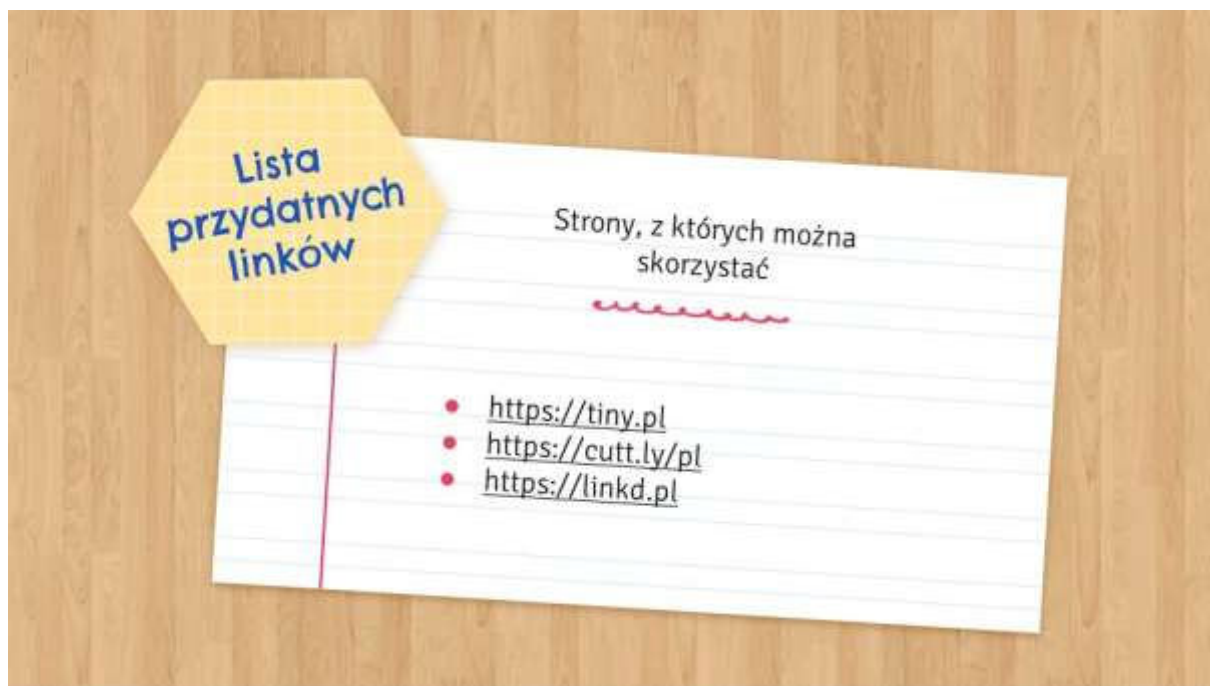 Lista
przydatnych
linków
Strony, z których można
skorzystać
https://tiny.pl
https://cutt.ly/pl
https://linkd.pl